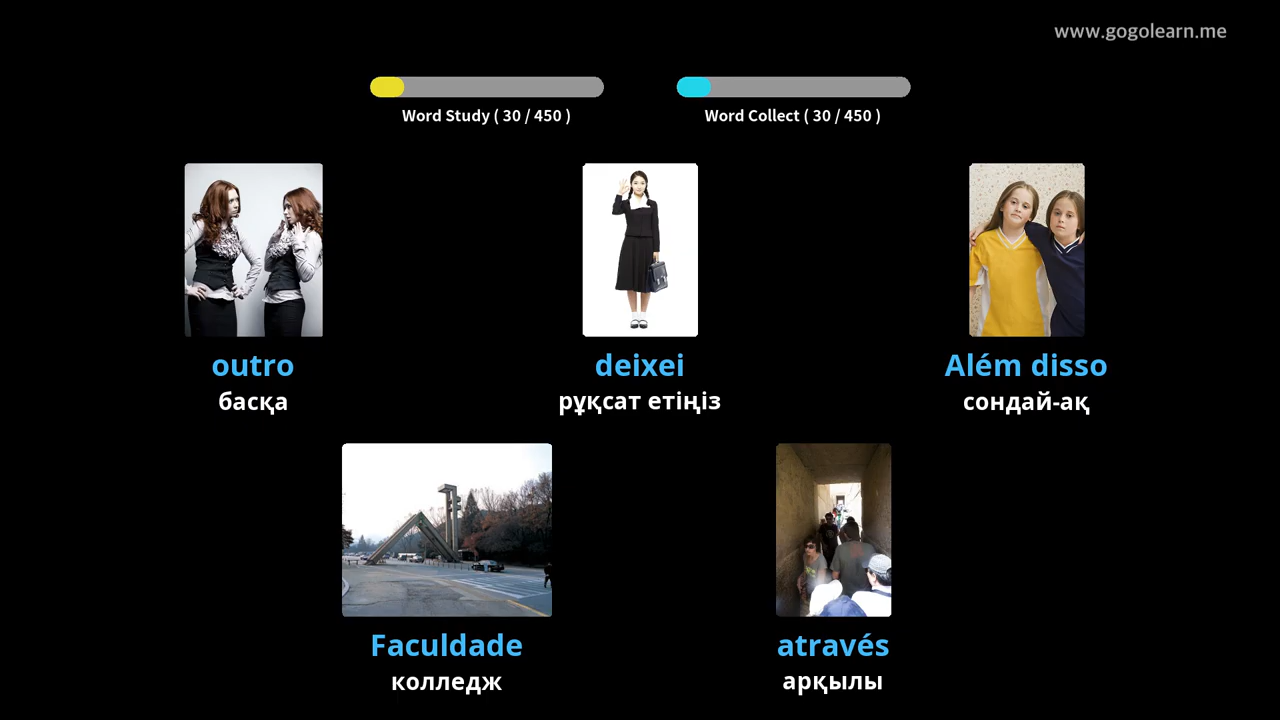 www.gogolearn.me
Word Study ( 30 / 450 )
Word Collect ( 30 / 450 )
outro
басқа
deixei
рұқсат етіңіз
Além disso
сондай-ақ
Faculdade
колледж
através
арқылы